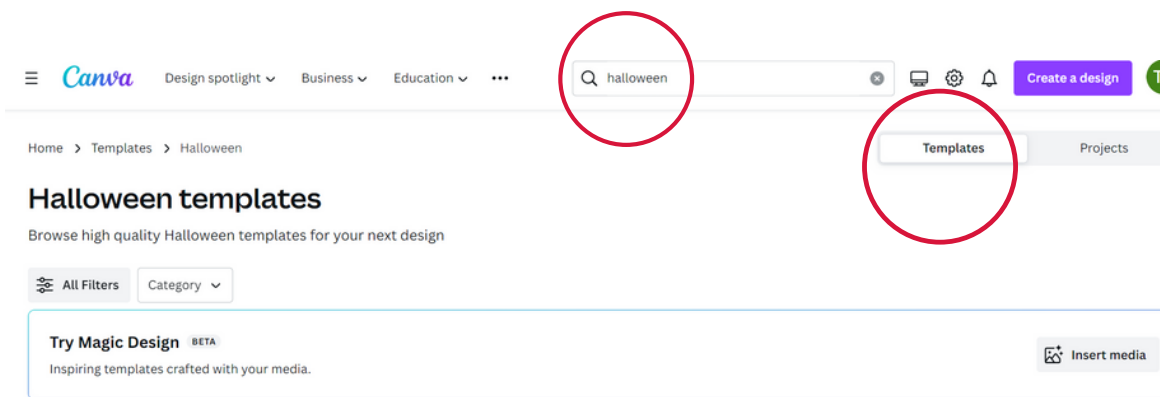 Canva Design spotlight Business Education ••• halloween Create a design T
Home > Templates > Halloween Templates Projects
Halloween templates
Browse high quality Halloween templates for your next design
All Filters Category
Try Magic Design BETA
Inspiring templates crafted with your media.
Insert media